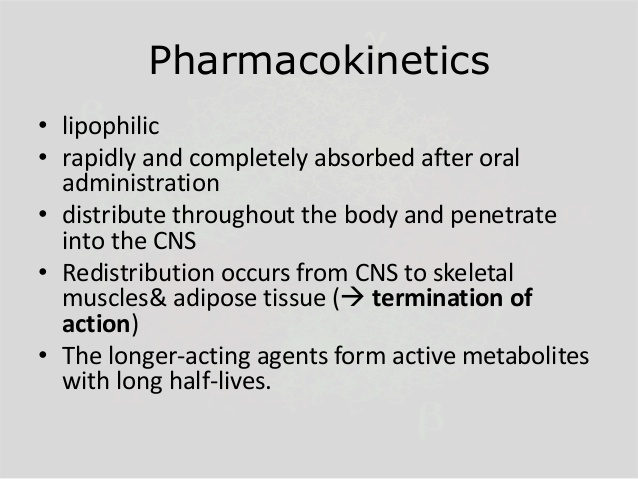 Pharmacokinetics
• lipophilic
• rapidly and completely absorbed after oral
administration
• distribute throughout the body and penetrate
into the CNS
• Redistribution occurs from CNS to skeletal
muscles& adipose tissue (→ termination of
action)
• The longer-acting agents form active metabolites
with long half-lives.
β